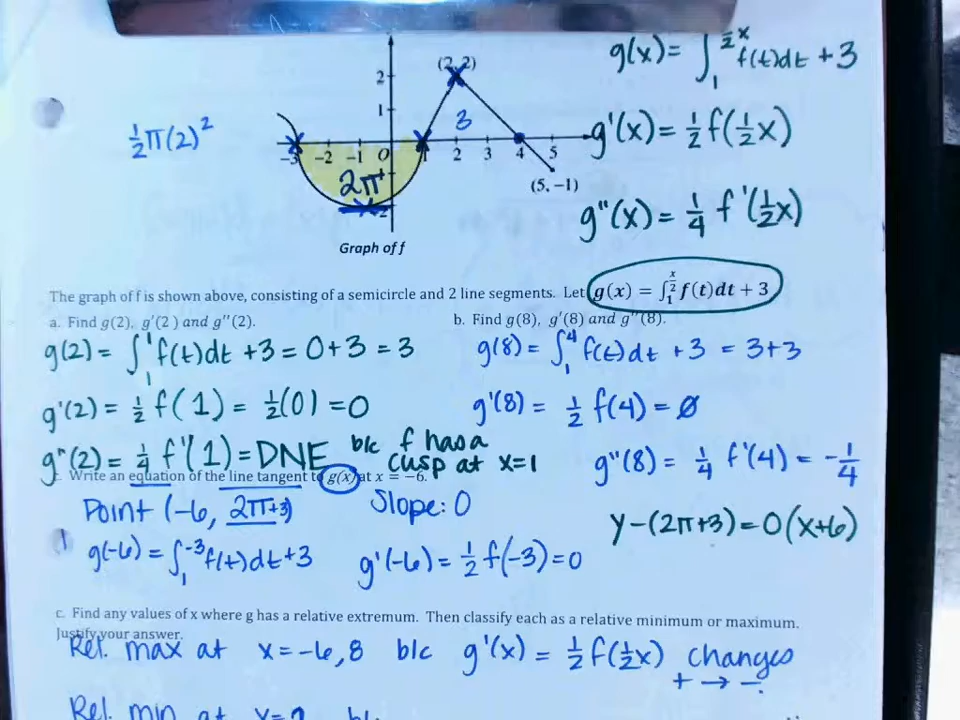 g(x) = ∫₁^{½x} f(t)dt + 3
(2, 2)
2
1
3
½π(2)²
-3 -2 -1 O 1 2 3 4 5
g'(x) = ½ f(½x)
2π
(5, -1)
-2
g"(x) = ¼ f'(½x)
Graph of f
The graph of f is shown above, consisting of a semicircle and 2 line segments. Let g(x) = ∫₁^{x/2} f(t)dt + 3
a. Find g(2), g'(2) and g"(2).
b. Find g(8), g'(8) and g"(8).
g(2) = ∫₁¹ f(t)dt + 3 = 0+3 = 3
g(8) = ∫₁⁴ f(t)dt + 3 = 3+3
g'(2) = ½ f(1) = ½(0) = 0
g'(8) = ½ f(4) = 0
g"(2) = ¼ f'(1) = DNE b/c f has a cusp at x=1
g"(8) = ¼ f'(4) = -¼
Write an equation of the line tangent to g(x) at x = -6.
Point (-6, 2π+3)
Slope: 0
y-(2π+3)=0(x+6)
g(-6) = ∫₁^{-3} f(t)dt+3
g'(-6) = ½ f(-3) = 0
c. Find any values of x where g has a relative extremum. Then classify each as a relative minimum or maximum.
Justify your answer.
Rel. max at x = -6, 8 b/c g'(x) = ½ f(½x) changes
+ → -.
Rel. min at x=2 b/c